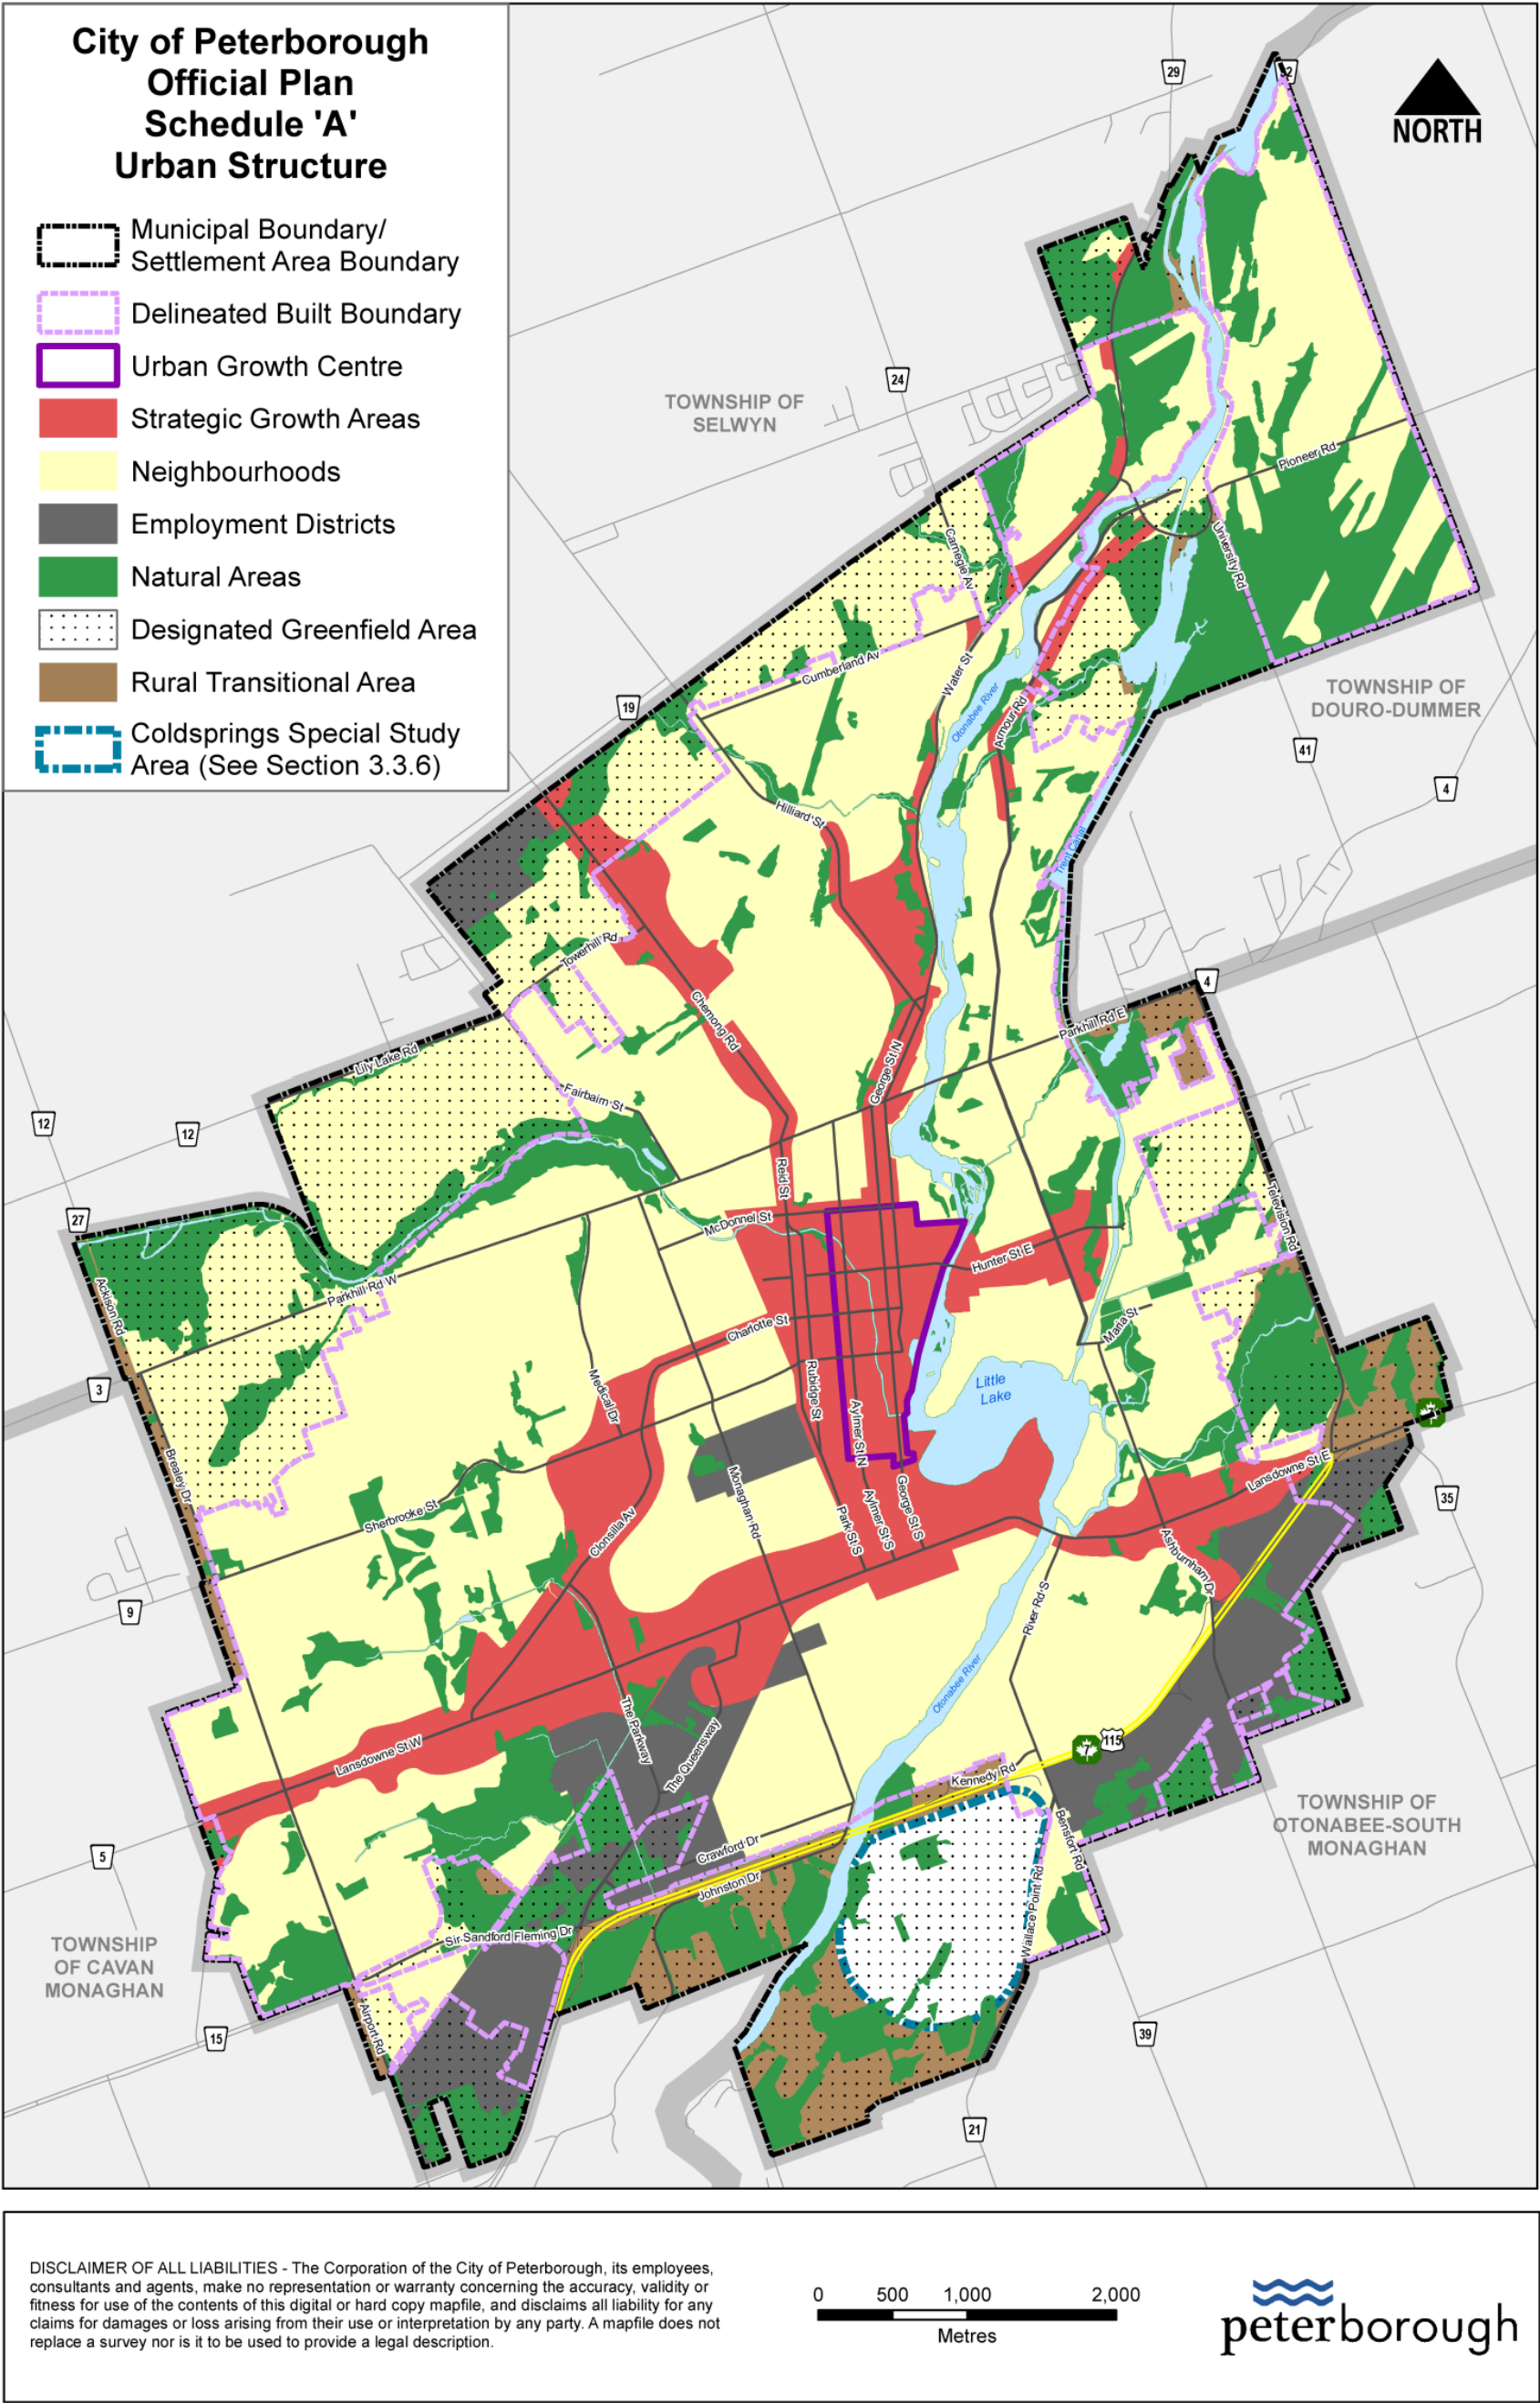 City of Peterborough
Official Plan
Schedule 'A'
Urban Structure
Municipal Boundary/
Settlement Area Boundary
Delineated Built Boundary
Urban Growth Centre
Strategic Growth Areas
Neighbourhoods
Employment Districts
Natural Areas
Designated Greenfield Area
Rural Transitional Area
Coldsprings Special Study
Area (See Section 3.3.6)
NORTH
29
32
24
TOWNSHIP OF
SELWYN
Pioneer Rd
University Rd
Carnegie Av
Cumberland Av
Water St
Otonabee River
Armour Rd
TOWNSHIP OF
DOURO-DUMMER
19
41
4
Hilliard St
Trent Canal
Towerhill Rd
Chemong Rd
4
Parkhill Rd E
George St N
Lily Lake Rd
Fairbairn St
12
12
Reid St
McDonnel St
Television Rd
27
Hunter St E
Ackison Rd
Parkhill Rd W
Charlotte St
Maria St
3
Medical Dr
Rubidge St
Little
Lake
7
Aylmer St N
Brealey Dr
Monaghan Rd
Lansdowne St E
George St S
Sherbrooke St
Clonsilla Av
Park St S
Aylmer St S
35
Ashburnham Dr
9
River Rd S
Otonabee River
The Parkway
The Queensway
Lansdowne St W
7
115
Kennedy Rd
Bensfort Rd
TOWNSHIP OF
OTONABEE-SOUTH
MONAGHAN
5
Crawford Dr
Johnston Dr
Wallace Point Rd
Sir Sandford Fleming Dr
TOWNSHIP
OF CAVAN
MONAGHAN
Airport Rd
15
39
21
DISCLAIMER OF ALL LIABILITIES - The Corporation of the City of Peterborough, its employees,
consultants and agents, make no representation or warranty concerning the accuracy, validity or
fitness for use of the contents of this digital or hard copy mapfile, and disclaims all liability for any
claims for damages or loss arising from their use or interpretation by any party. A mapfile does not
replace a survey nor is it to be used to provide a legal description.
0 500 1,000 2,000
Metres
peterborough